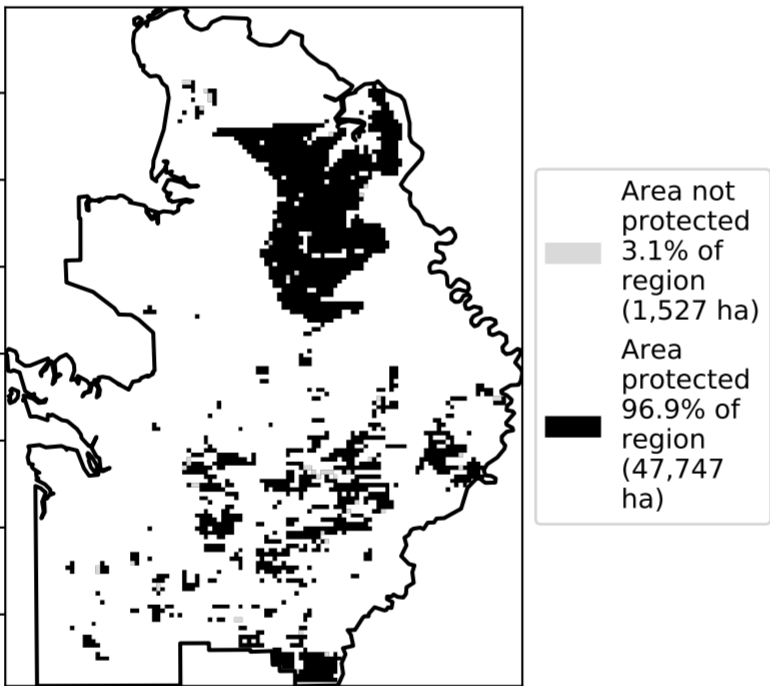 Area not
protected
3.1% of
region
(1,527 ha)
Area
protected
96.9% of
region
(47,747
ha)